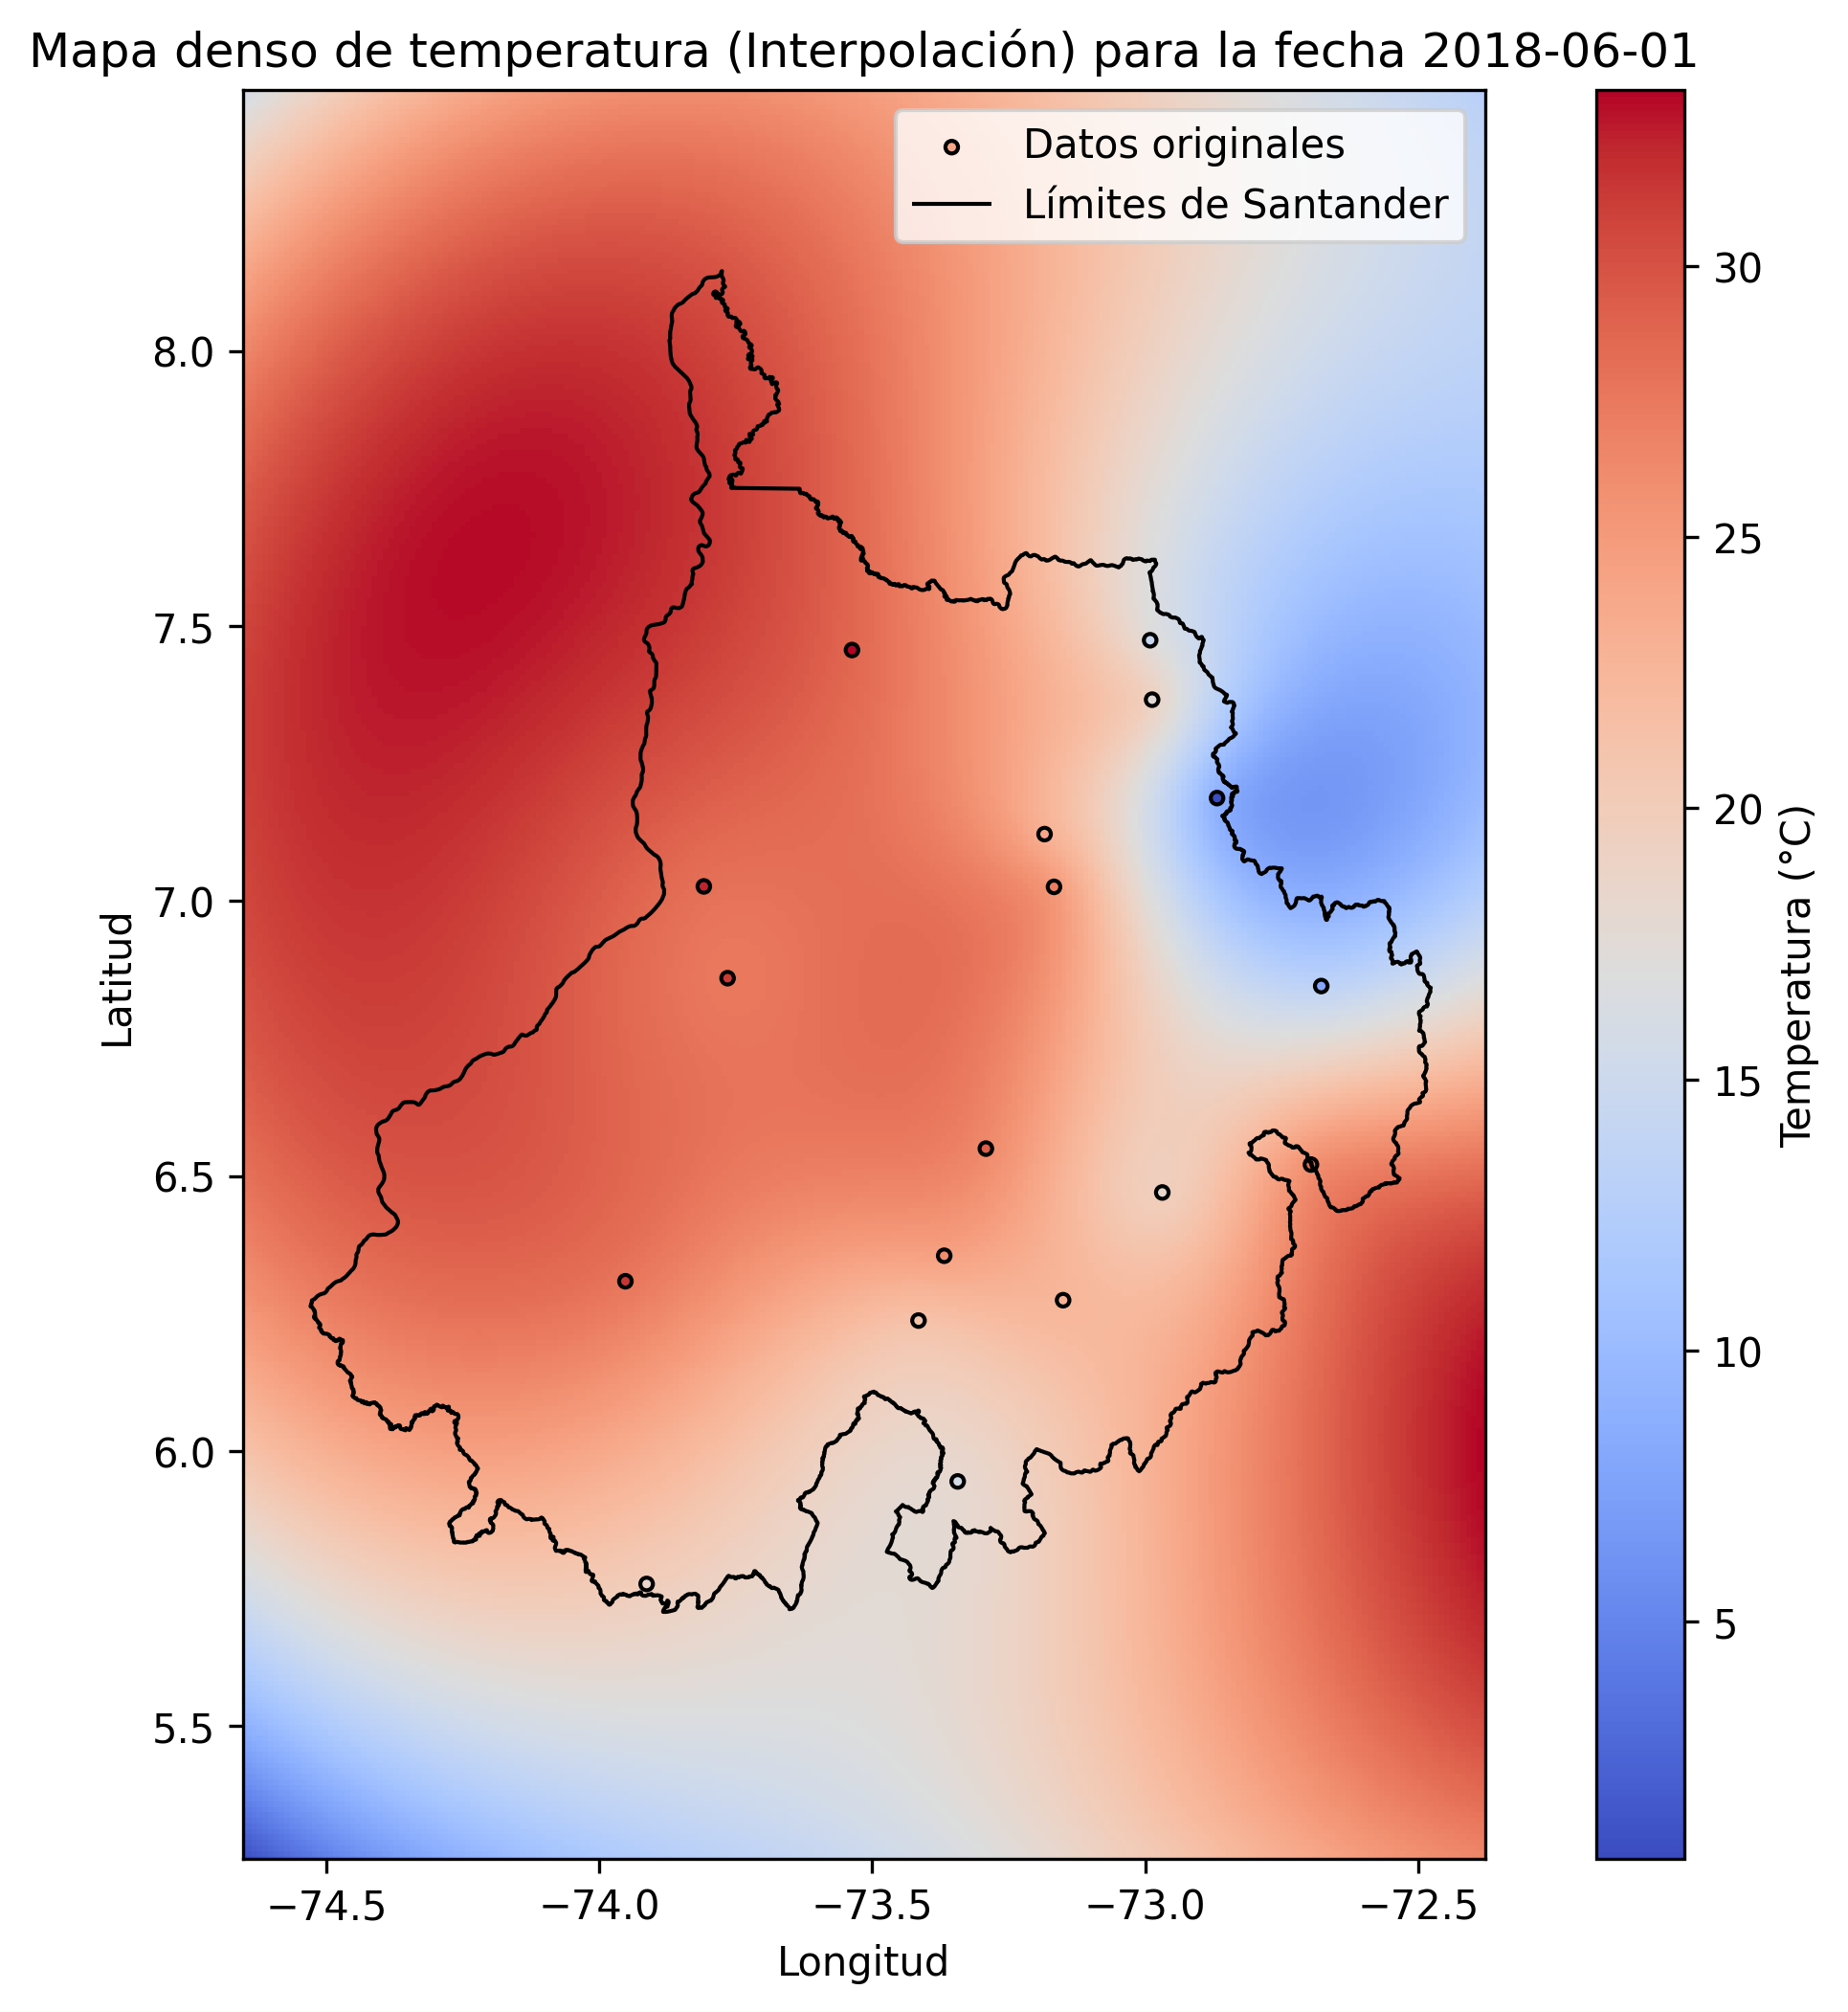 Mapa denso de temperatura (Interpolación) para la fecha 2018-06-01
Datos originales
Límites de Santander
8.0
7.5
7.0
6.5
6.0
5.5
Latitud
−74.5
−74.0
−73.5
−73.0
−72.5
Longitud
30
25
20
15
10
5
Temperatura (°C)